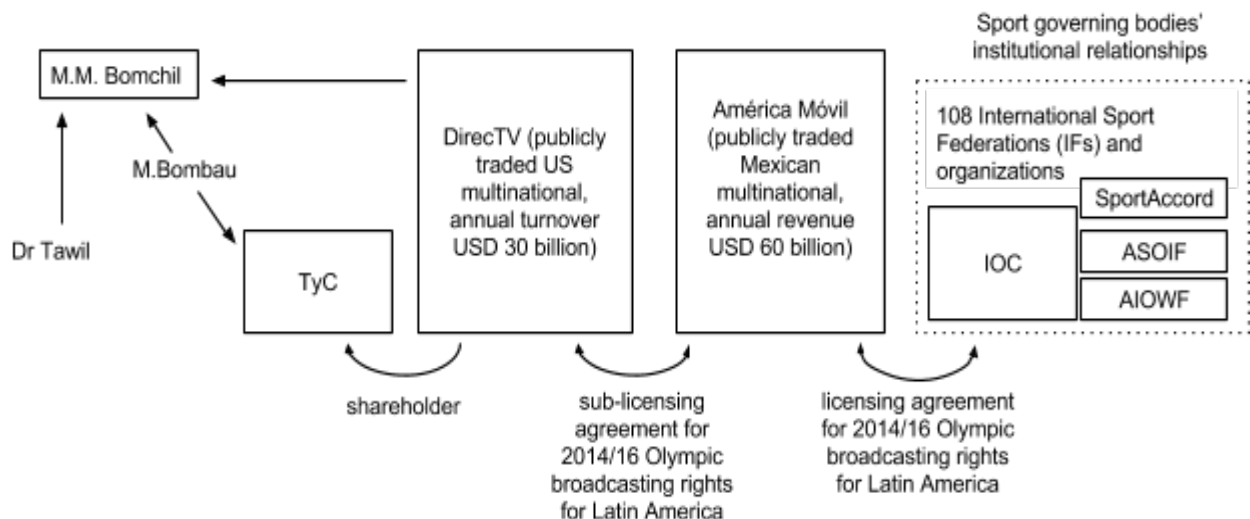 Sport governing bodies'
institutional relationships
M.M. Bomchil
M.Bombau
Dr Tawil
TyC
DirecTV (publicly
traded US
multinational,
annual turnover
USD 30 billion)
América Móvil
(publicly traded
Mexican
multinational,
annual revenue
USD 60 billion)
108 International Sport
Federations (IFs) and
organizations
SportAccord
IOC
ASOIF
AIOWF
shareholder
sub-licensing
agreement for
2014/16 Olympic
broadcasting rights
for Latin America
licensing agreement
for 2014/16 Olympic
broadcasting rights
for Latin America